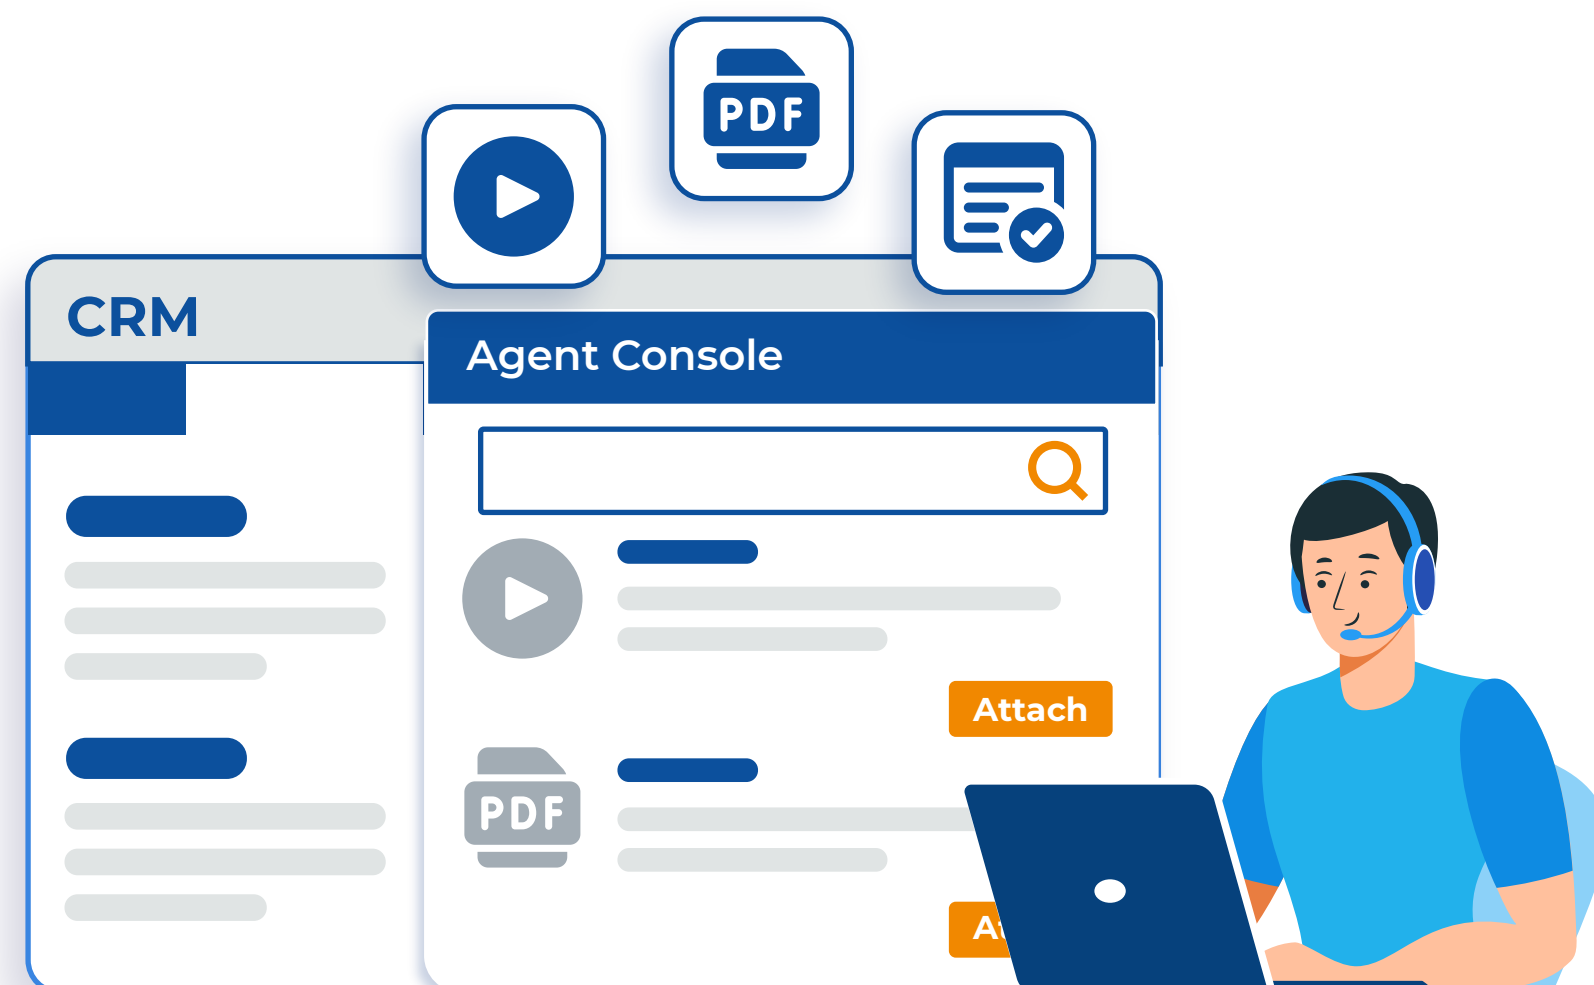 PDF
CRM
Agent Console
Attach
PDF